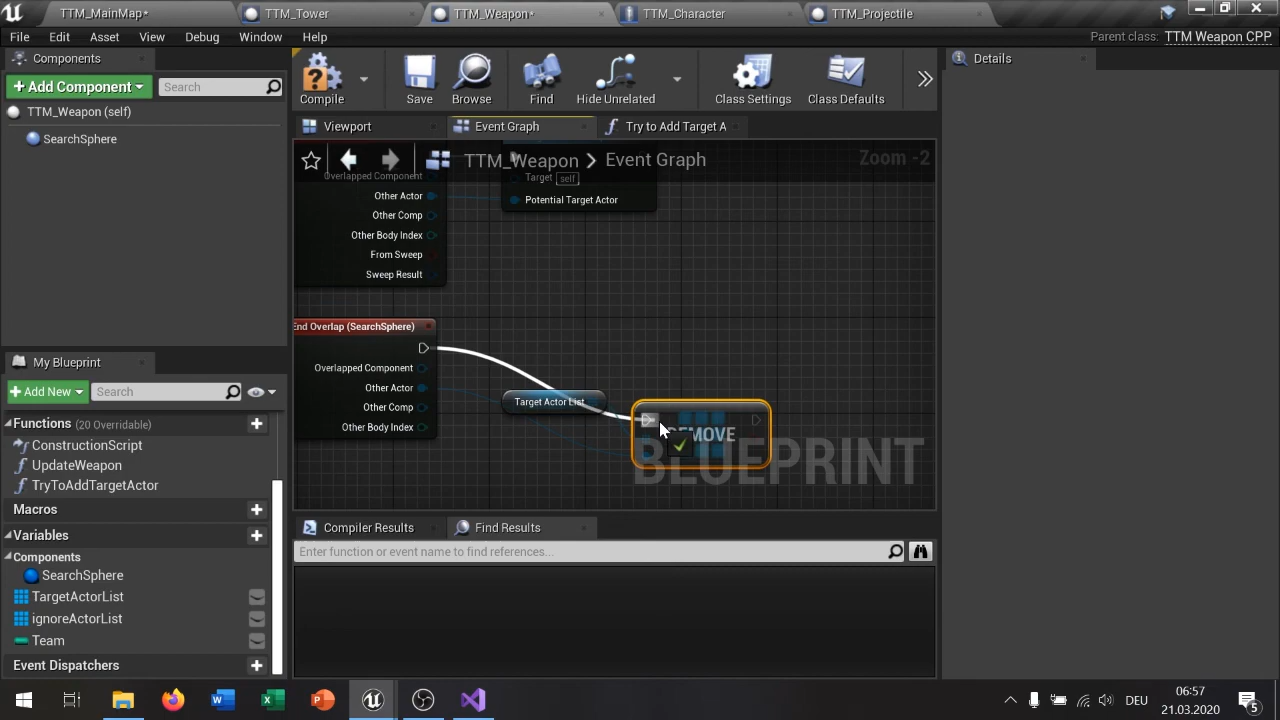 TTM_MainMap*
TTM_Tower
TTM_Weapon*
TTM_Character
TTM_Projectile
File Edit Asset View Window Debug Help
Parent class: TTM Weapon CPP
Components
+ Add Component
Search
TTM_Weapon (self)
SearchSphere
Compile
Save
Browse
Find
Hide Unrelated
Class Settings
Class Defaults
Details
Viewport
Event Graph
Try to Add Target A
TTM_Weapon > Event Graph
Zoom -2
Overlapped Component
Other Actor
Other Comp
Other Body Index
From Sweep
Sweep Result
Target self
Potential Target Actor
End Overlap (SearchSphere)
Overlapped Component
Other Actor
Other Comp
Other Body Index
Target Actor List
BLUEPRINT
My Blueprint
+ Add New
Search
Functions (20 Overridable)
ConstructionScript
UpdateWeapon
TryToAddTargetActor
Macros
Variables
Components
SearchSphere
TargetActorList
ignoreActorList
Team
Event Dispatchers
Compiler Results
Find Results
Enter function or event name to find references...
DEU
06:57
21.03.2020
5